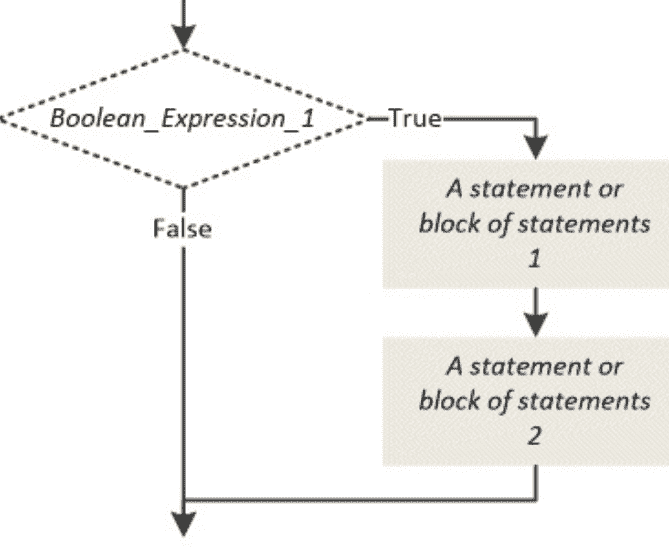 Boolean_Expression_1
True
A statement or
block of statements
1
False
A statement or
block of statements
2